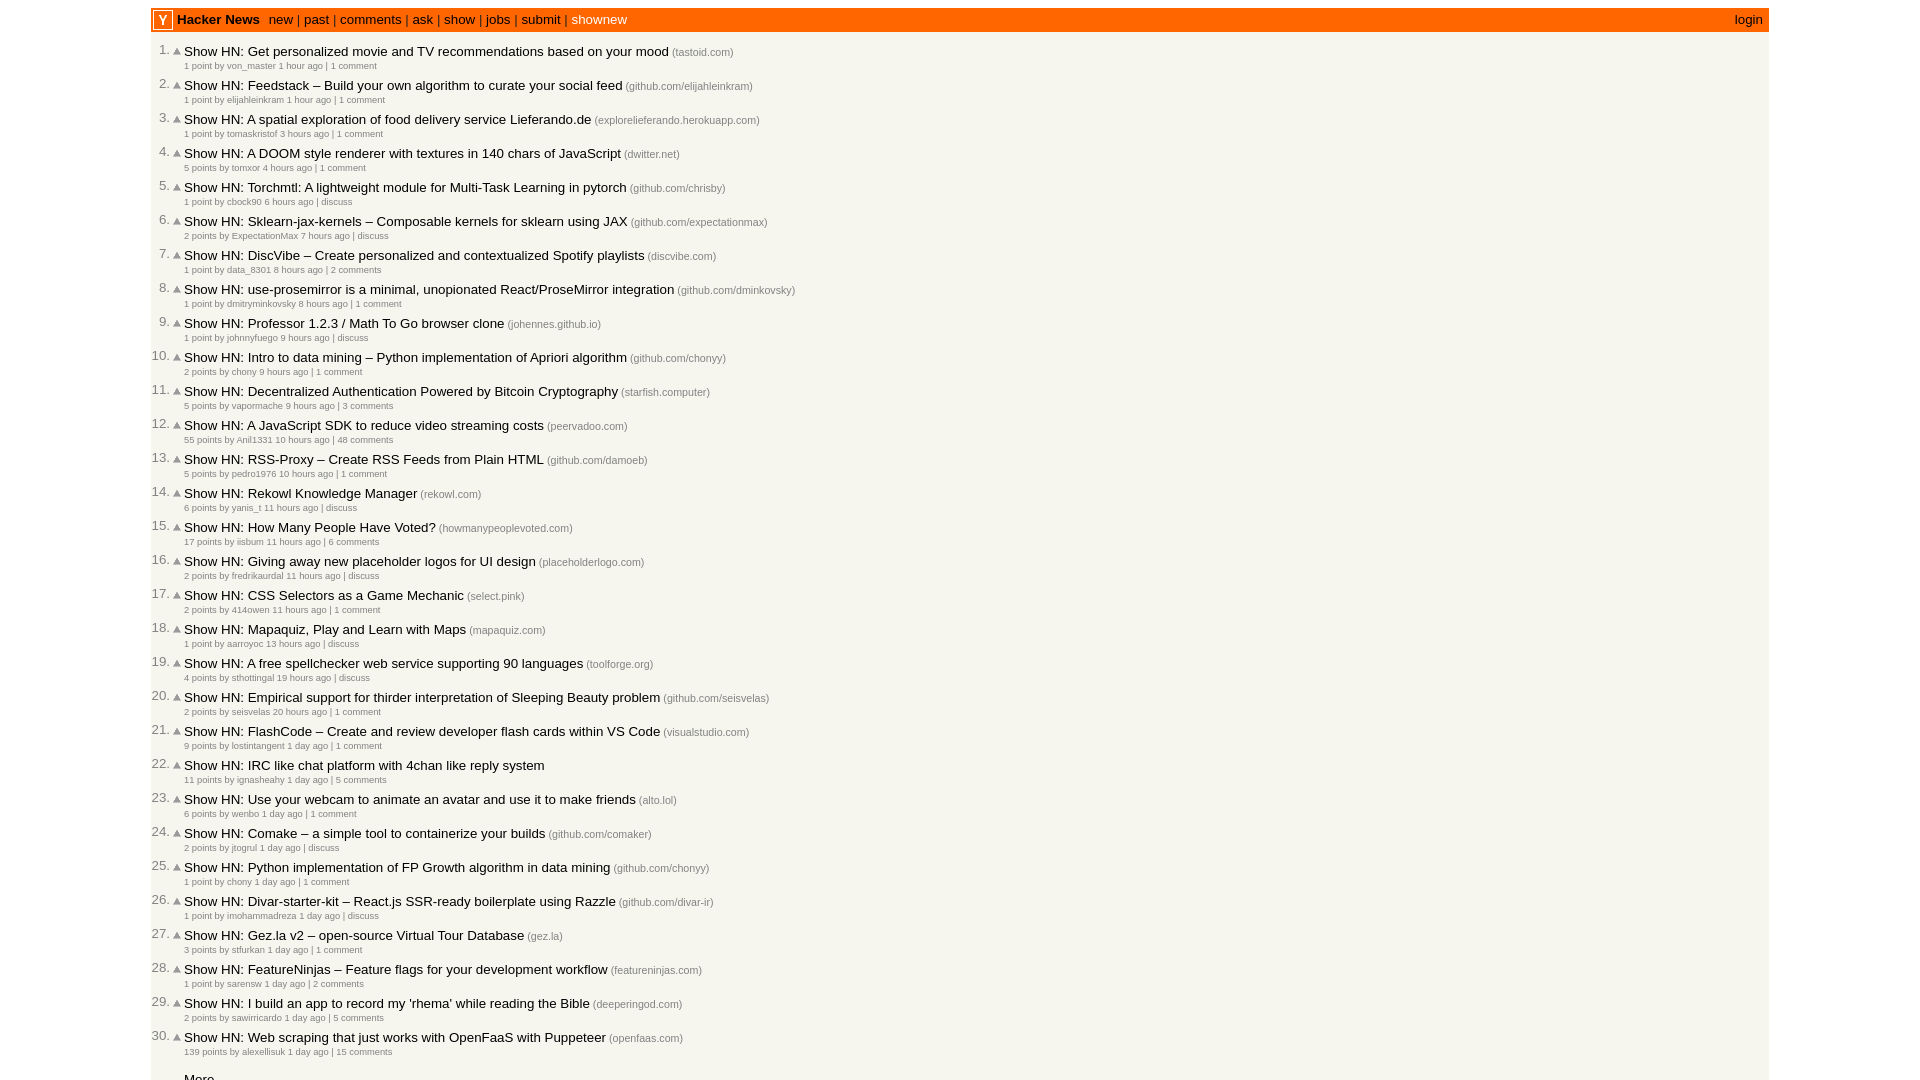 Y Hacker News new | past | comments | ask | show | jobs | submit | shownew login
1. Show HN: Get personalized movie and TV recommendations based on your mood (tastoid.com)
1 point by von_master 1 hour ago | 1 comment
2. Show HN: Feedstack – Build your own algorithm to curate your social feed (github.com/elijahleinkram)
1 point by elijahleinkram 1 hour ago | 1 comment
3. Show HN: A spatial exploration of food delivery service Lieferando.de (explorelieferando.herokuapp.com)
1 point by tomaskristof 3 hours ago | 1 comment
4. Show HN: A DOOM style renderer with textures in 140 chars of JavaScript (dwitter.net)
5 points by tomxor 4 hours ago | 1 comment
5. Show HN: Torchmtl: A lightweight module for Multi-Task Learning in pytorch (github.com/chrisby)
1 point by cbock90 6 hours ago | discuss
6. Show HN: Sklearn-jax-kernels – Composable kernels for sklearn using JAX (github.com/expectationmax)
2 points by ExpectationMax 7 hours ago | discuss
7. Show HN: DiscVibe – Create personalized and contextualized Spotify playlists (discvibe.com)
1 point by data_8301 8 hours ago | 2 comments
8. Show HN: use-prosemirror is a minimal, unopionated React/ProseMirror integration (github.com/dminkovsky)
1 point by dmitryminkovsky 8 hours ago | 1 comment
9. Show HN: Professor 1.2.3 / Math To Go browser clone (johennes.github.io)
1 point by johnnyfuego 9 hours ago | discuss
10. Show HN: Intro to data mining – Python implementation of Apriori algorithm (github.com/chonyy)
2 points by chony 9 hours ago | 1 comment
11. Show HN: Decentralized Authentication Powered by Bitcoin Cryptography (starfish.computer)
5 points by vapormache 9 hours ago | 3 comments
12. Show HN: A JavaScript SDK to reduce video streaming costs (peervadoo.com)
55 points by Anil1331 10 hours ago | 48 comments
13. Show HN: RSS-Proxy – Create RSS Feeds from Plain HTML (github.com/damoeb)
5 points by pedro1976 10 hours ago | 1 comment
14. Show HN: Rekowl Knowledge Manager (rekowl.com)
6 points by yanis_t 11 hours ago | discuss
15. Show HN: How Many People Have Voted? (howmanypeoplevoted.com)
17 points by iisbum 11 hours ago | 6 comments
16. Show HN: Giving away new placeholder logos for UI design (placeholderlogo.com)
2 points by fredrikaurdal 11 hours ago | discuss
17. Show HN: CSS Selectors as a Game Mechanic (select.pink)
2 points by 414owen 11 hours ago | 1 comment
18. Show HN: Mapaquiz, Play and Learn with Maps (mapaquiz.com)
1 point by aarroyoc 13 hours ago | discuss
19. Show HN: A free spellchecker web service supporting 90 languages (toolforge.org)
4 points by sthottingal 19 hours ago | discuss
20. Show HN: Empirical support for thirder interpretation of Sleeping Beauty problem (github.com/seisvelas)
2 points by seisvelas 20 hours ago | 1 comment
21. Show HN: FlashCode – Create and review developer flash cards within VS Code (visualstudio.com)
9 points by lostintangent 1 day ago | 1 comment
22. Show HN: IRC like chat platform with 4chan like reply system
11 points by ignasheahy 1 day ago | 5 comments
23. Show HN: Use your webcam to animate an avatar and use it to make friends (alto.lol)
6 points by wenbo 1 day ago | 1 comment
24. Show HN: Comake – a simple tool to containerize your builds (github.com/comaker)
2 points by jtogrul 1 day ago | discuss
25. Show HN: Python implementation of FP Growth algorithm in data mining (github.com/chonyy)
1 point by chony 1 day ago | 1 comment
26. Show HN: Divar-starter-kit – React.js SSR-ready boilerplate using Razzle (github.com/divar-ir)
1 point by imohammadreza 1 day ago | discuss
27. Show HN: Gez.la v2 – open-source Virtual Tour Database (gez.la)
3 points by stfurkan 1 day ago | 1 comment
28. Show HN: FeatureNinjas – Feature flags for your development workflow (featureninjas.com)
1 point by sarensw 1 day ago | 2 comments
29. Show HN: I build an app to record my 'rhema' while reading the Bible (deeperingod.com)
2 points by sawirricardo 1 day ago | 5 comments
30. Show HN: Web scraping that just works with OpenFaaS with Puppeteer (openfaas.com)
139 points by alexellisuk 1 day ago | 15 comments
More